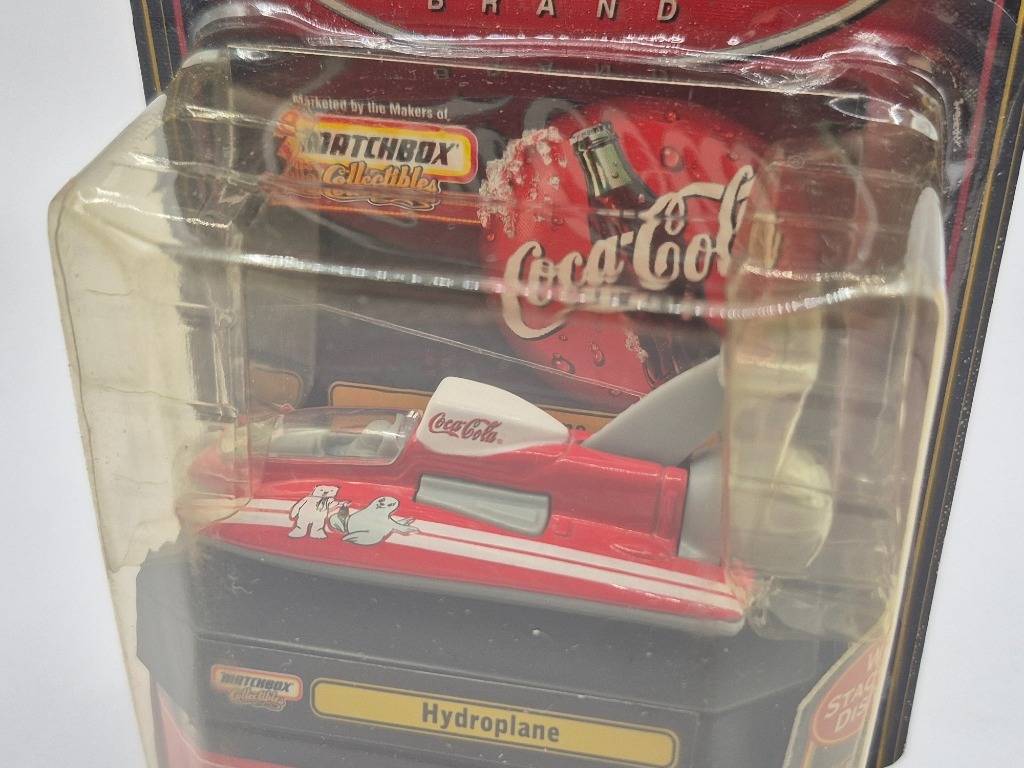 BRAND
Marketed by the Makers of
MATCHBOX
Collectibles
Coca-Cola
Coca-Cola
MATCHBOX
Collectibles
Hydroplane